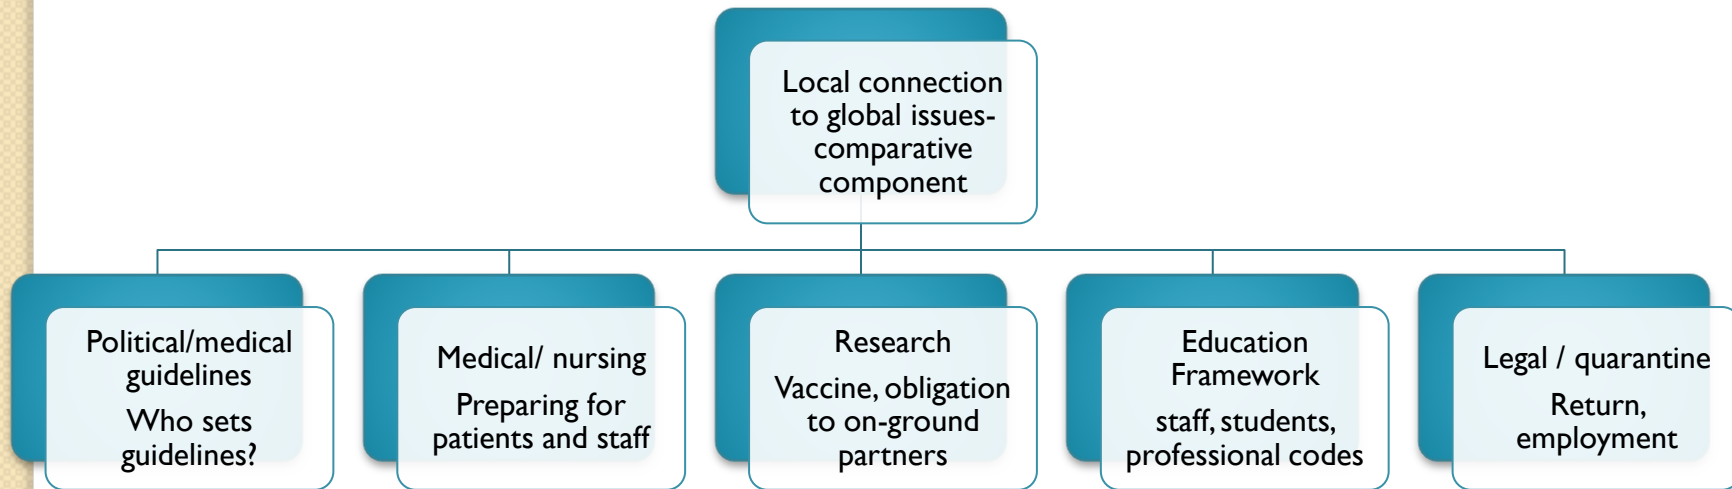 Local connection
to global issues-
comparative
component
Political/medical
guidelines
Who sets
guidelines?
Medical/ nursing
Preparing for
patients and staff
Research
Vaccine, obligation
to on-ground
partners
Education
Framework
staff, students,
professional codes
Legal / quarantine
Return,
employment